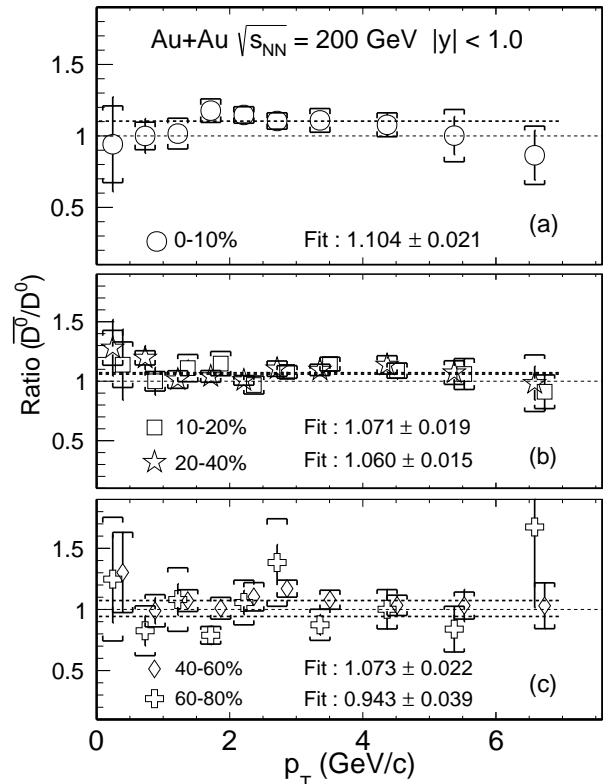 Au+Au √s_NN = 200 GeV |y| < 1.0
1.5
1
0.5
(a)
0-10% Fit : 1.104 ± 0.021
Ratio (D̅⁰/D⁰)
1.5
1
0.5
10-20% Fit : 1.071 ± 0.019
20-40% Fit : 1.060 ± 0.015
(b)
1.5
1
0.5
40-60% Fit : 1.073 ± 0.022
60-80% Fit : 0.943 ± 0.039
(c)
0 2 4 6
p_T (GeV/c)